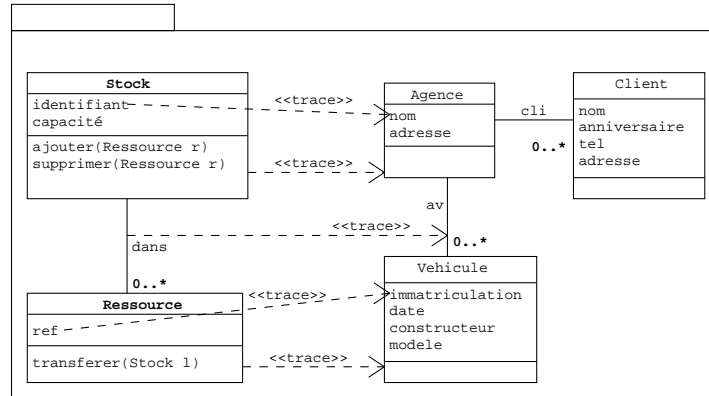 Stock
identifiant
capacité
ajouter(Ressource r)
supprimer(Ressource r)
<<trace>>
<<trace>>
Agence
nom
adresse
cli
0..*
Client
nom
anniversaire
tel
adresse
av
<<trace>>
0..*
dans
0..*
Ressource
ref
transferer(Stock l)
<<trace>>
<<trace>>
Vehicule
immatriculation
date
constructeur
modele